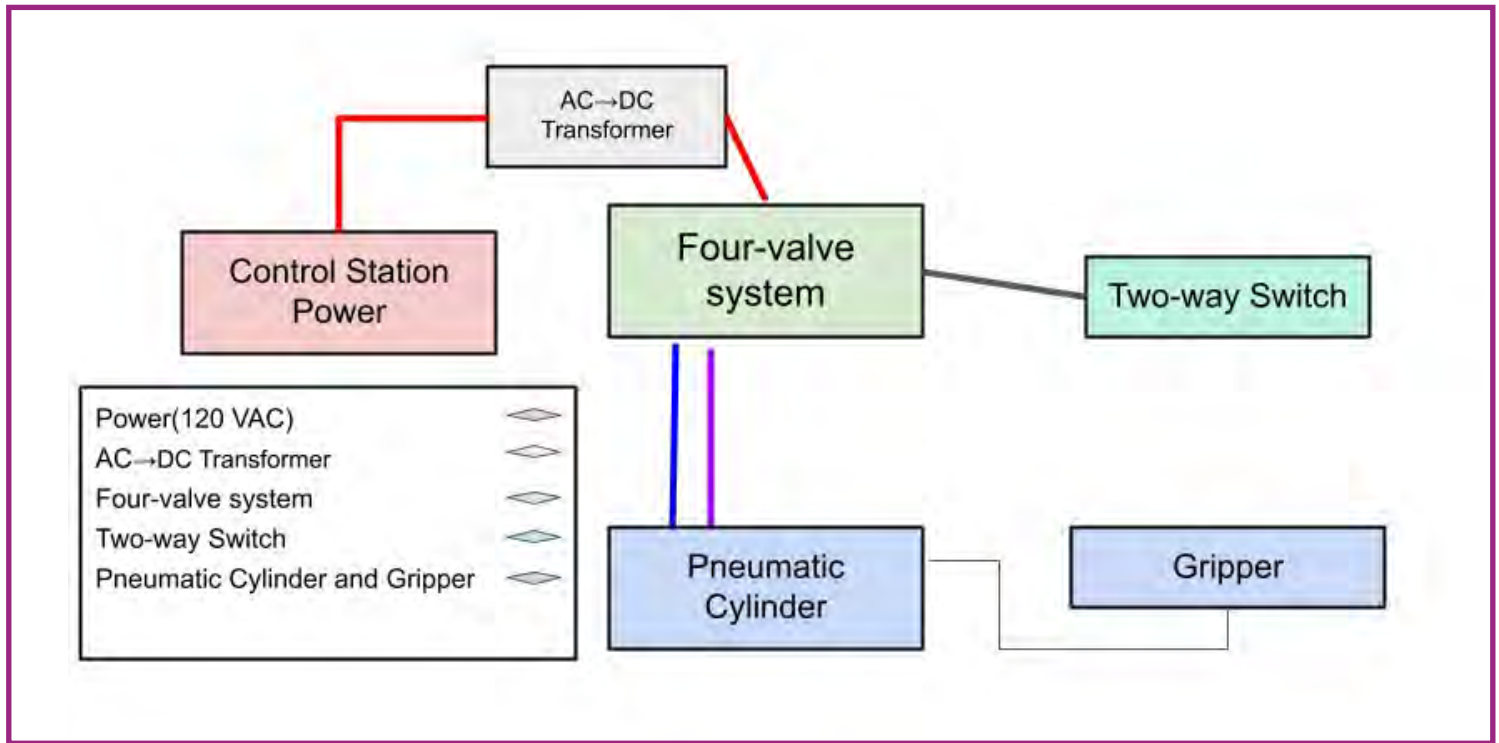 AC→DC
Transformer
Control Station
Power
Four-valve
system
Two-way Switch
Power(120 VAC)
AC→DC Transformer
Four-valve system
Two-way Switch
Pneumatic Cylinder and Gripper
Pneumatic
Cylinder
Gripper